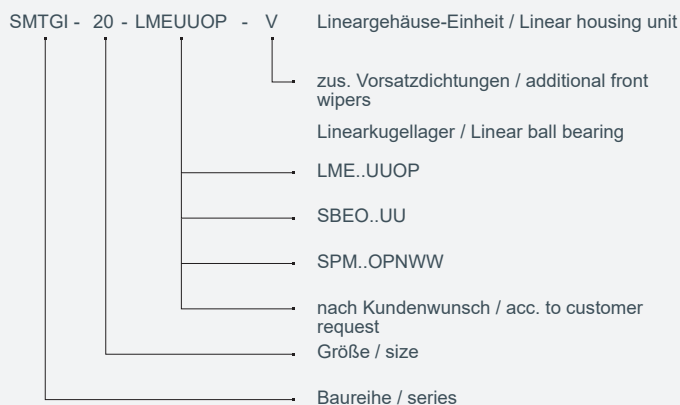 SMTGI - 20 - LMEUUOP - V Lineargehäuse-Einheit / Linear housing unit
zus. Vorsatzdichtungen / additional front
wipers
Linearkugellager / Linear ball bearing
LME..UUOP
SBEO..UU
SPM..OPNWW
nach Kundenwunsch / acc. to customer
request
Größe / size
Baureihe / series